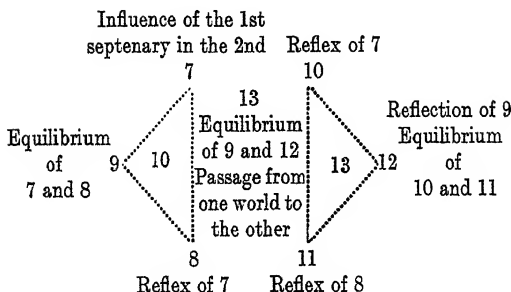 Influence of the 1st
septenary in the 2nd
7
Reflex of 7
10
Equilibrium
of
7 and 8
9
10
13
Equilibrium
of 9 and 12
Passage from
one world to
the other
13
12
Reflection of 9
Equilibrium
of
10 and 11
8
Reflex of 7
11
Reflex of 8